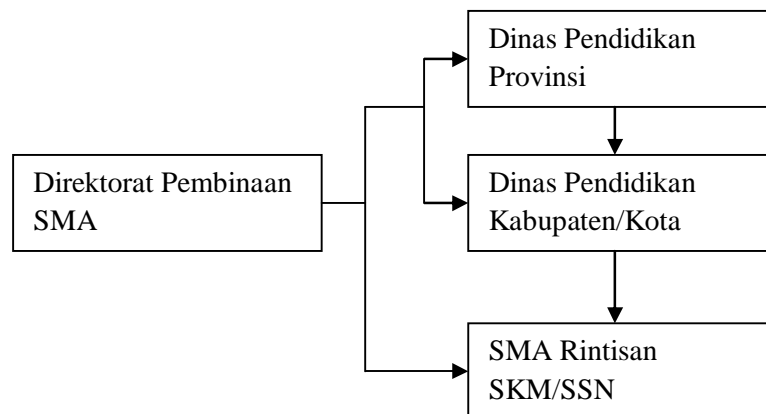 Dinas Pendidikan
Provinsi
Direktorat Pembinaan
SMA
Dinas Pendidikan
Kabupaten/Kota
SMA Rintisan
SKM/SSN